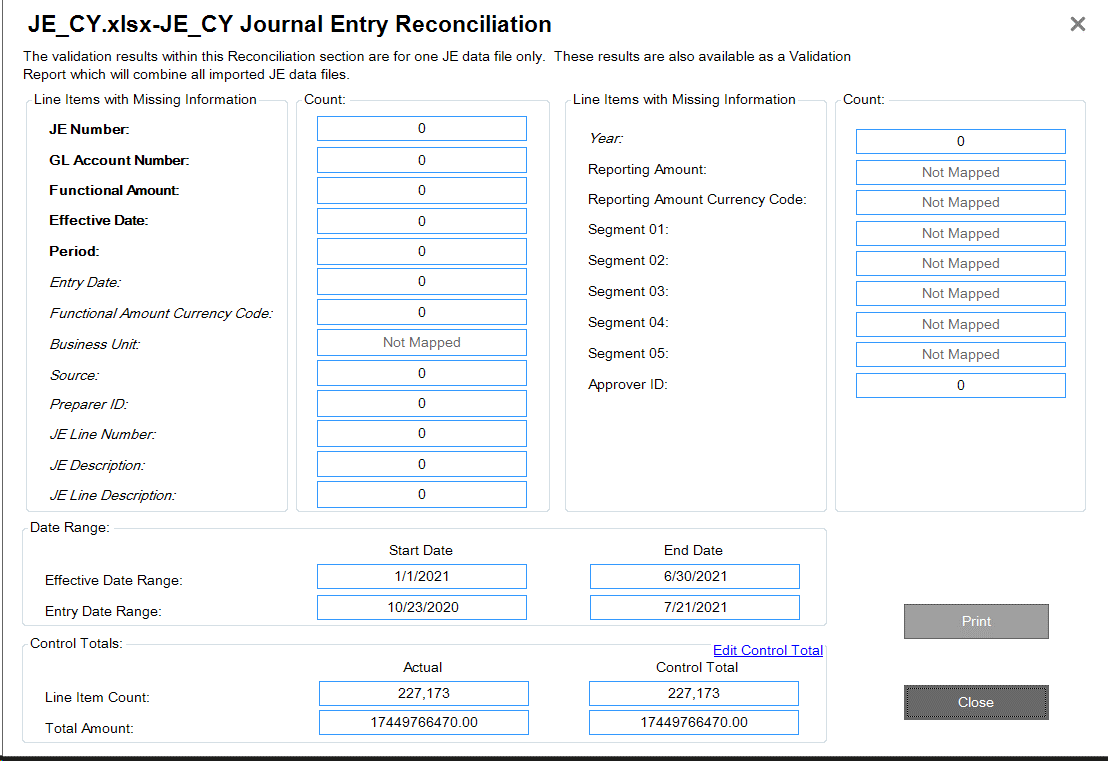 JE_CY.xlsx-JE_CY Journal Entry Reconciliation
The validation results within this Reconciliation section are for one JE data file only.  These results are also available as a Validation
Report which will combine all imported JE data files.
Line Items with Missing Information Count:
JE Number: 0
GL Account Number: 0
Functional Amount: 0
Effective Date: 0
Period: 0
Entry Date: 0
Functional Amount Currency Code: 0
Business Unit: Not Mapped
Source: 0
Preparer ID: 0
JE Line Number: 0
JE Description: 0
JE Line Description: 0
Line Items with Missing Information Count:
Year: 0
Reporting Amount: Not Mapped
Reporting Amount Currency Code: Not Mapped
Segment 01: Not Mapped
Segment 02: Not Mapped
Segment 03: Not Mapped
Segment 04: Not Mapped
Segment 05: Not Mapped
Approver ID: 0
Date Range:
Start Date End Date
Effective Date Range: 1/1/2021 6/30/2021
Entry Date Range: 10/23/2020 7/21/2021
Print
Control Totals:
Edit Control Total
Actual Control Total
Line Item Count: 227,173 227,173
Total Amount: 17449766470.00 17449766470.00
Close